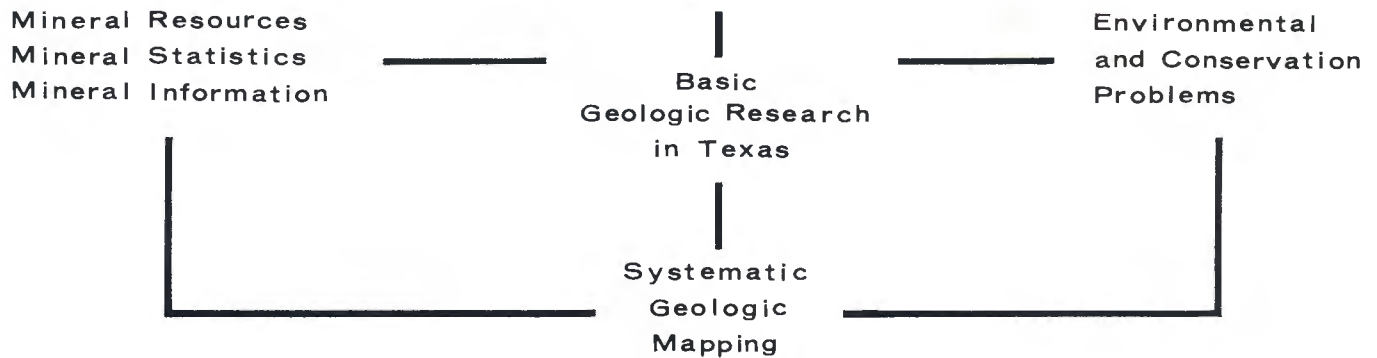 Mineral Resources
Mineral Statistics
Mineral Information
Basic
Geologic Research
in Texas
Environmental
and Conservation
Problems
Systematic
Geologic
Mapping